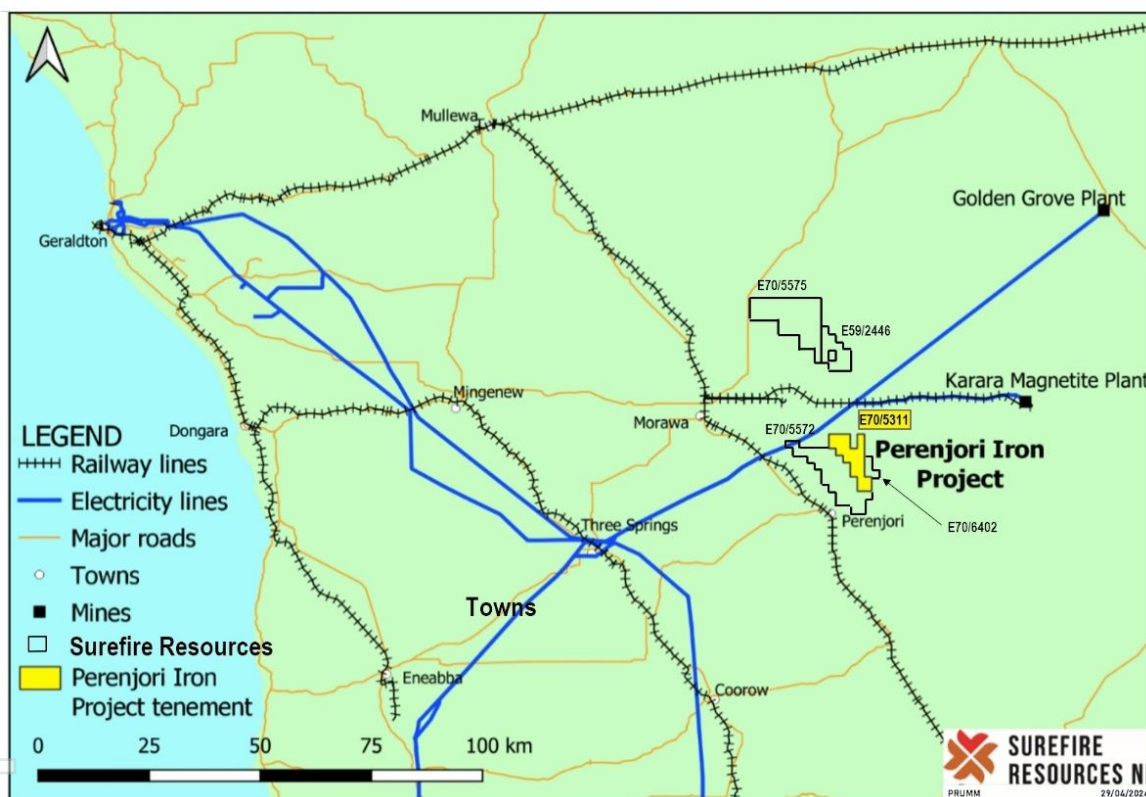 Mullewa
Golden Grove Plant
Geraldton
E70/5575
E59/2446
Karara Magnetite Plant
Mingenew
Morawa
E70/5311
E70/5572
Perenjori Iron
Project
Dongara
LEGEND
Railway lines
Electricity lines
Major roads
Towns
Mines
Surefire Resources
Perenjori Iron
Project tenement
Perenjori
E70/6402
Three Springs
Towns
Eneabba
Coorow
0 25 50 75 100 km
SUREFIRE
RESOURCES
PRUMM